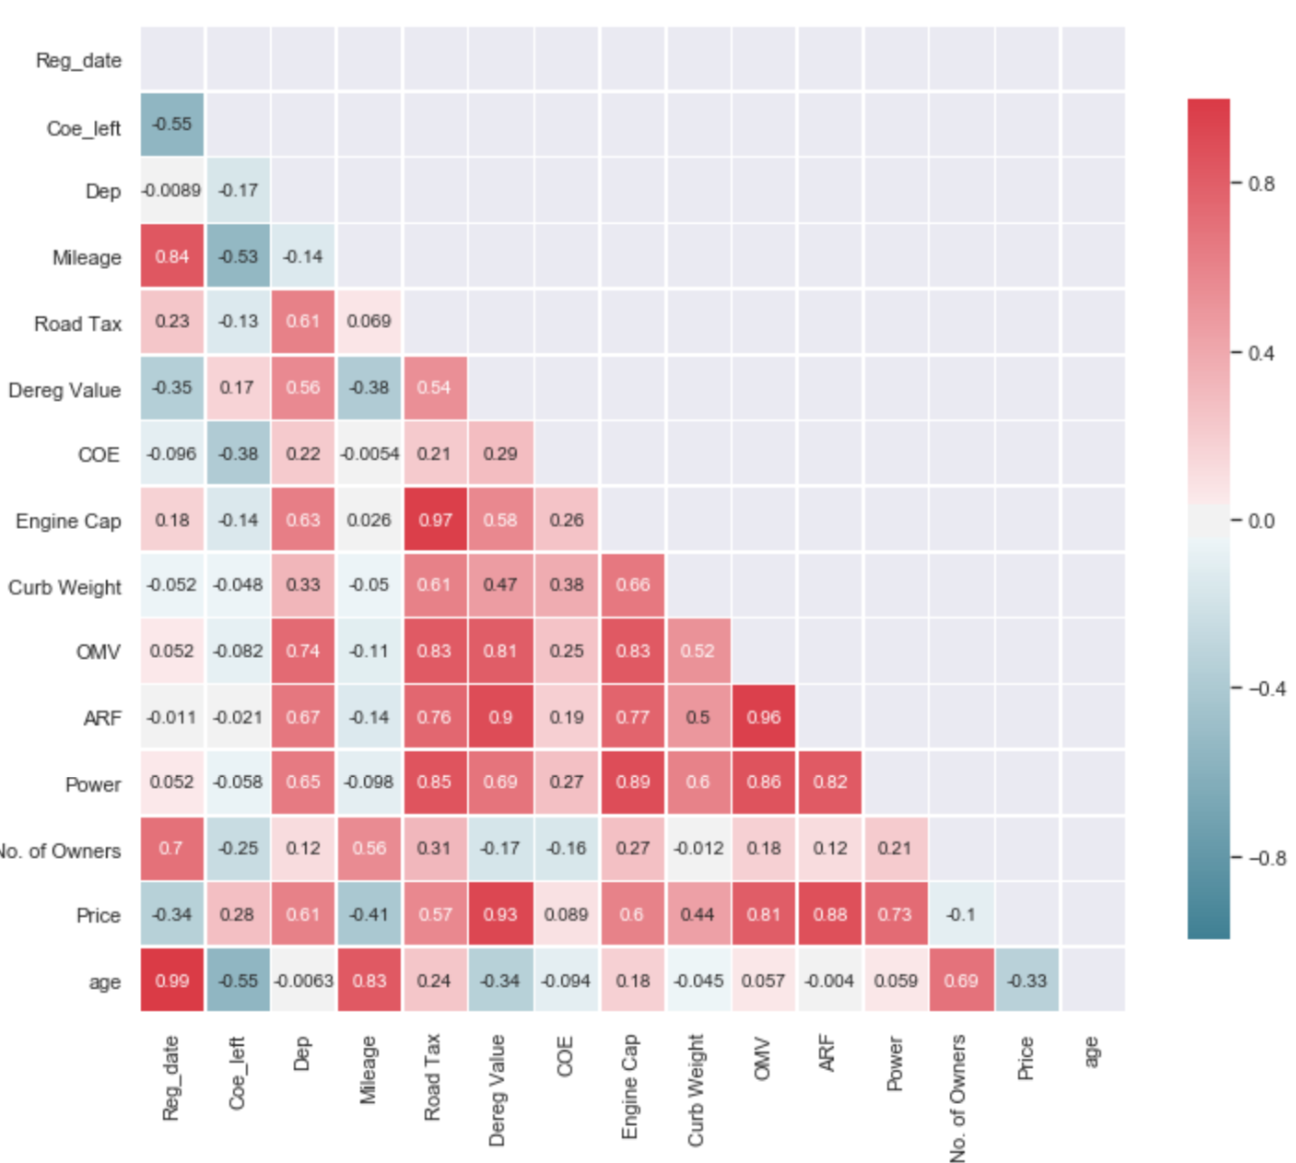 Reg_date
Coe_left -0.55
Dep -0.0089 -0.17
0.8
Mileage 0.84 -0.53 -0.14
Road Tax 0.23 -0.13 0.61 0.069
0.4
Dereg Value -0.35 0.17 0.56 -0.38 0.54
COE -0.096 -0.38 0.22 -0.0054 0.21 0.29
Engine Cap 0.18 -0.14 0.63 0.026 0.97 0.58 0.26
0.0
Curb Weight -0.052 -0.048 0.33 -0.05 0.61 0.47 0.38 0.66
OMV 0.052 -0.082 0.74 -0.11 0.83 0.81 0.25 0.83 0.52
−0.4
ARF -0.011 -0.021 0.67 -0.14 0.76 0.9 0.19 0.77 0.5 0.96
Power 0.052 -0.058 0.65 -0.098 0.85 0.69 0.27 0.89 0.6 0.86 0.82
No. of Owners 0.7 -0.25 0.12 0.56 0.31 -0.17 -0.16 0.27 -0.012 0.18 0.12 0.21
−0.8
Price -0.34 0.28 0.61 -0.41 0.57 0.93 0.089 0.6 0.44 0.81 0.88 0.73 -0.1
age 0.99 -0.55 -0.0063 0.83 0.24 -0.34 -0.094 0.18 -0.045 0.057 -0.004 0.059 0.69 -0.33
Reg_date
Coe_left
Dep
Mileage
Road Tax
Dereg Value
COE
Engine Cap
Curb Weight
OMV
ARF
Power
No. of Owners
Price
age